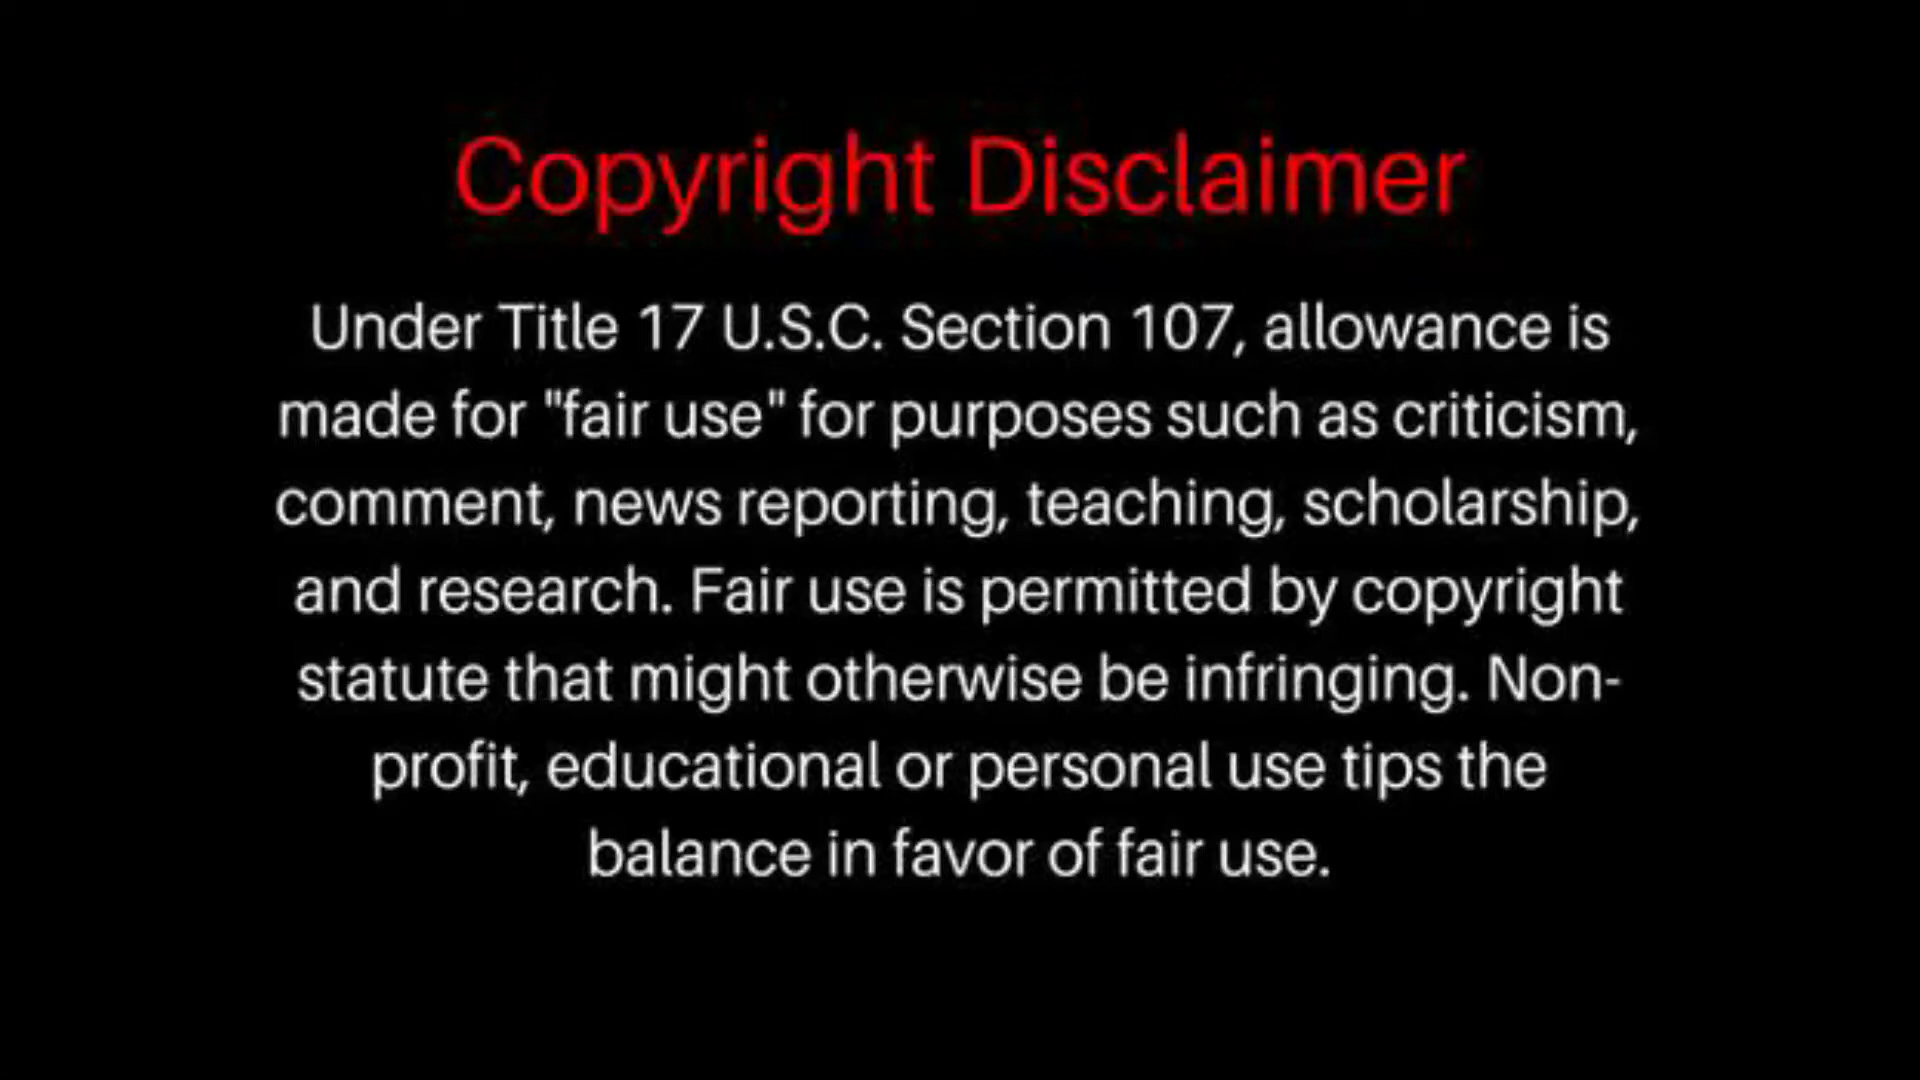 Copyright Disclaimer
Under Title 17 U.S.C. Section 107, allowance is
made for "fair use" for purposes such as criticism,
comment, news reporting, teaching, scholarship,
and research. Fair use is permitted by copyright
statute that might otherwise be infringing. Non-
profit, educational or personal use tips the
balance in favor of fair use.